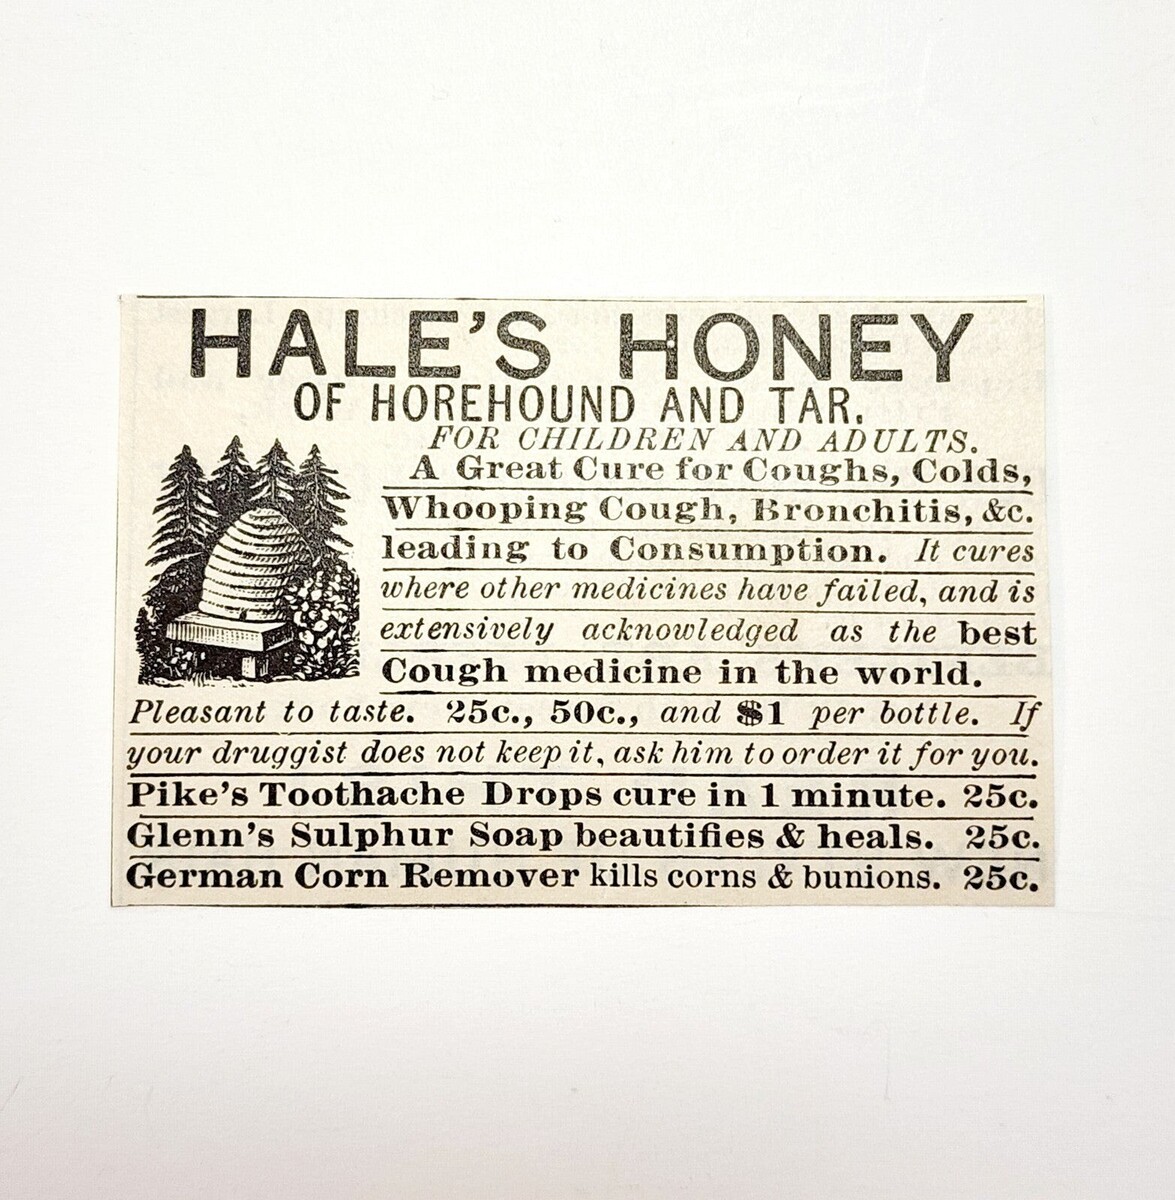 HALE'S HONEY
OF HOREHOUND AND TAR.
FOR CHILDREN AND ADULTS.
A Great Cure for Coughs, Colds,
Whooping Cough, Bronchitis, &c.
leading to Consumption. It cures
where other medicines have failed, and is
extensively acknowledged as the best
Cough medicine in the world.
Pleasant to taste. 25c., 50c., and $1 per bottle. If
your druggist does not keep it, ask him to order it for you.
Pike's Toothache Drops cure in 1 minute. 25c.
Glenn's Sulphur Soap beautifies & heals. 25c.
German Corn Remover kills corns & bunions. 25c.